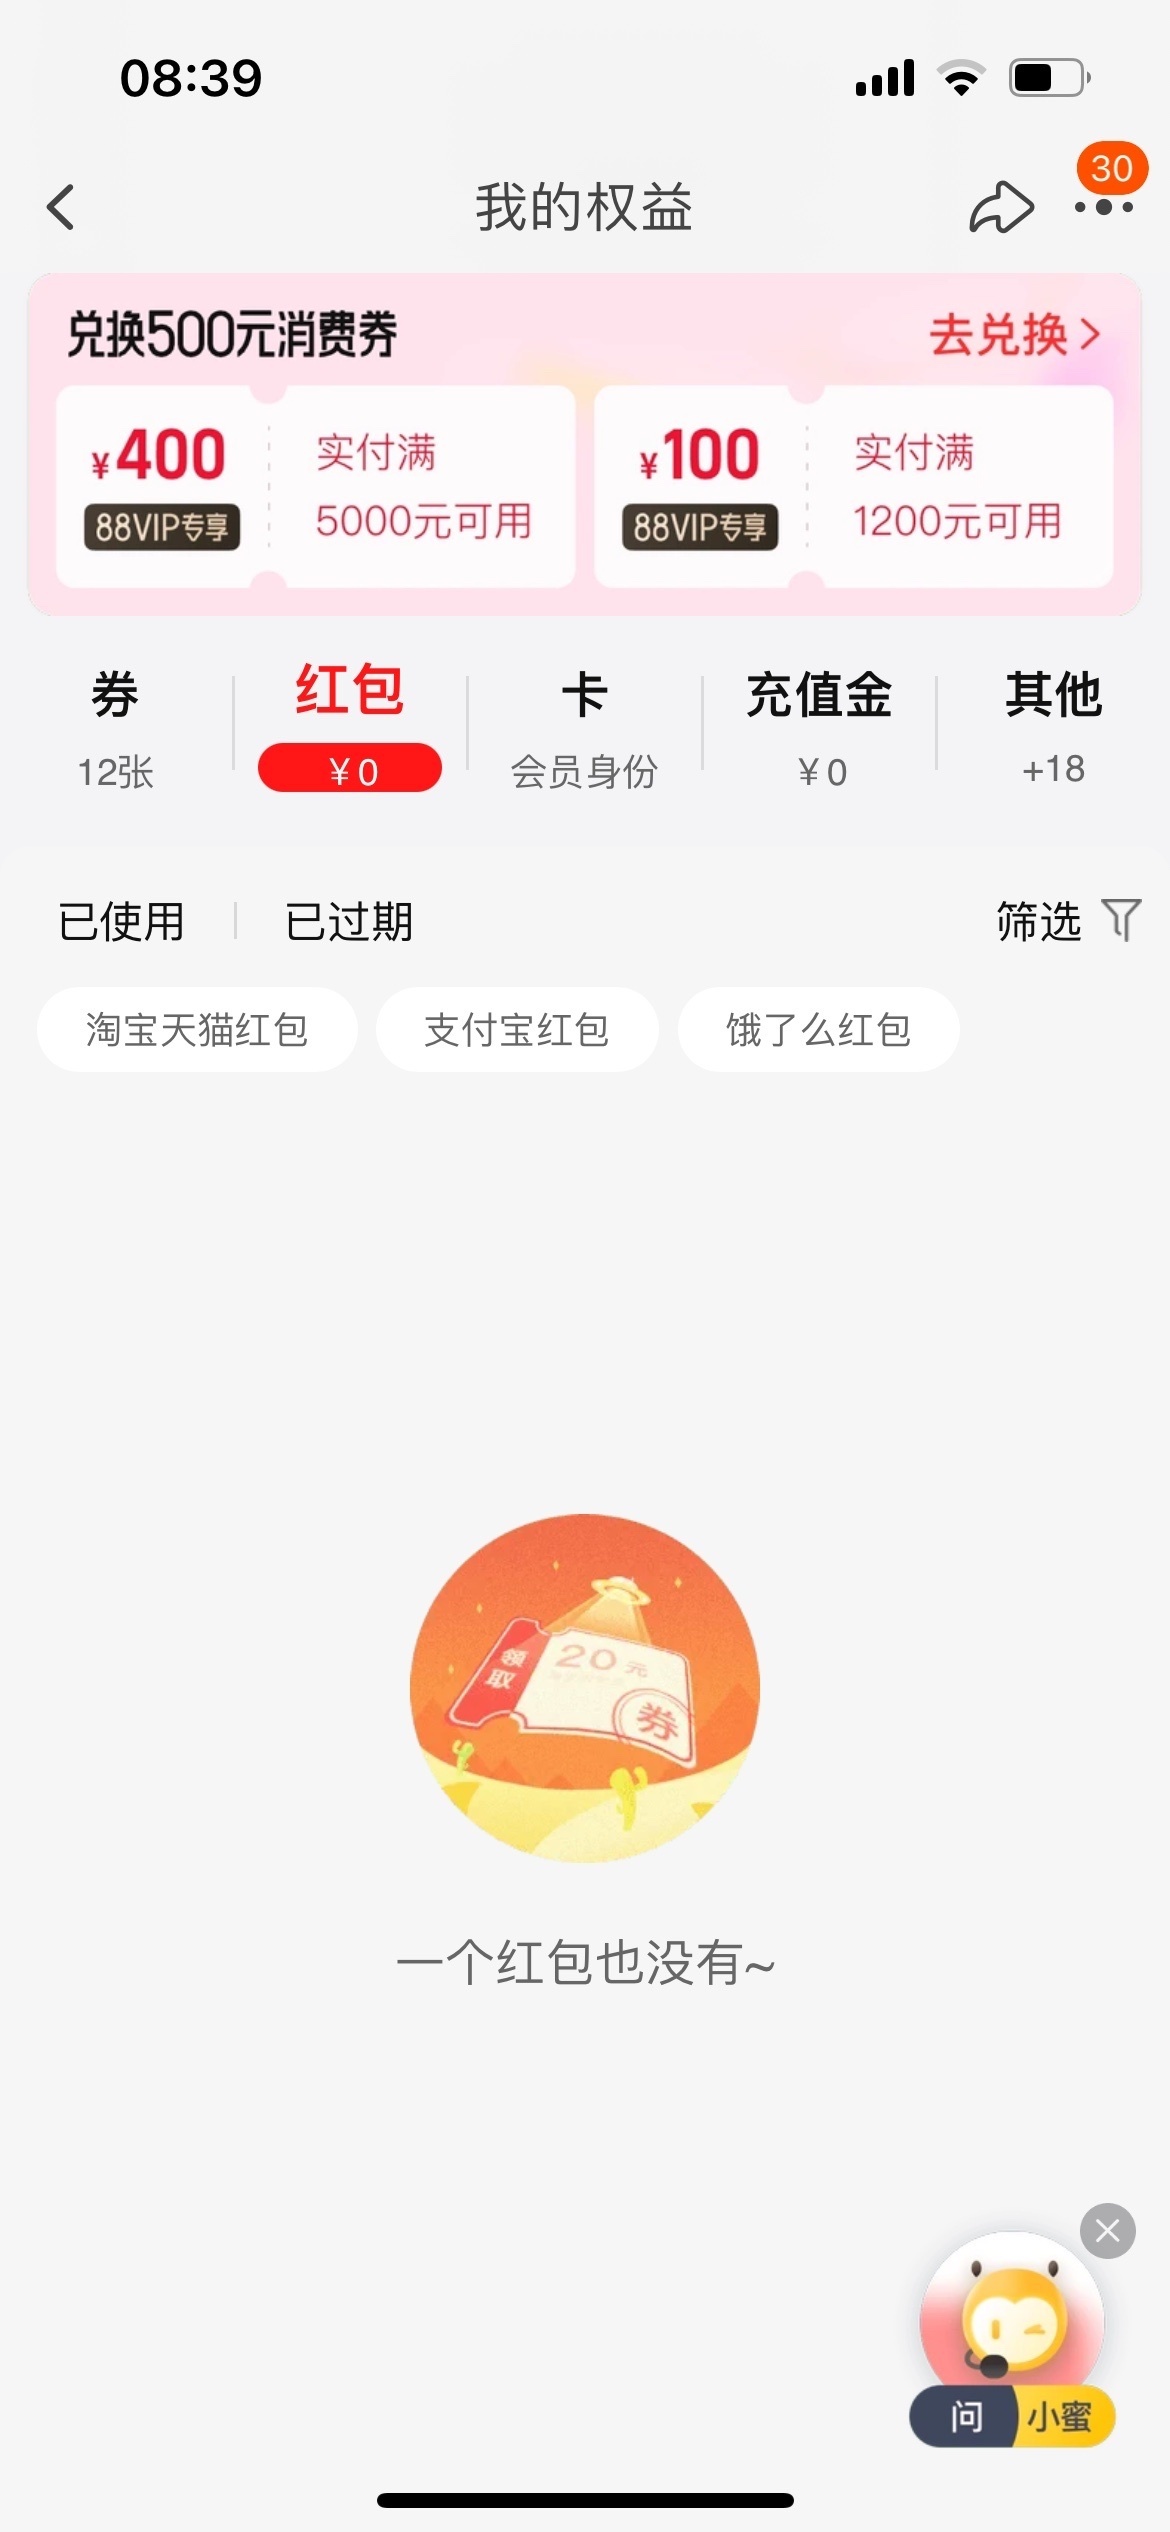 08:39
30
我的权益
兑换500元消费券
去兑换
¥400
88VIP专享
实付满
5000元可用
¥100
88VIP专享
实付满
1200元可用
券
红包
卡
充值金
其他
12张
¥0
会员身份
¥0
+18
已使用
已过期
筛选
淘宝天猫红包
支付宝红包
饿了么红包
领取
20元
券
一个红包也没有~
问
小蜜